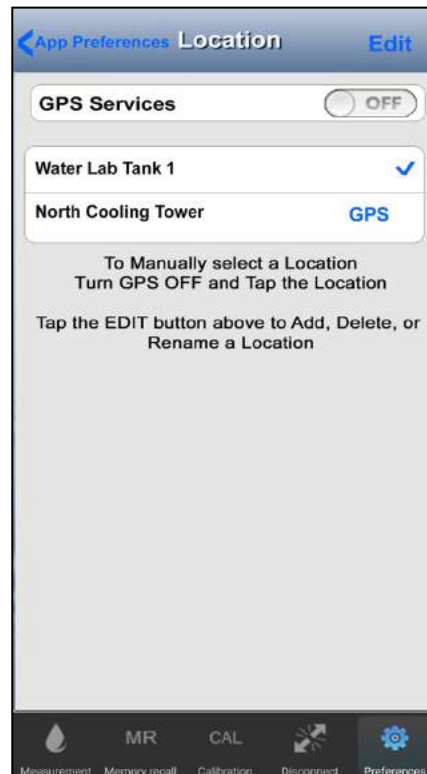 App Preferences Location Edit
GPS Services OFF
Water Lab Tank 1
North Cooling Tower GPS
To Manually select a Location
Turn GPS OFF and Tap the Location
Tap the EDIT button above to Add, Delete, or
Rename a Location
MR CAL
Measurement Memory recall Calibration Disconnect Preferences